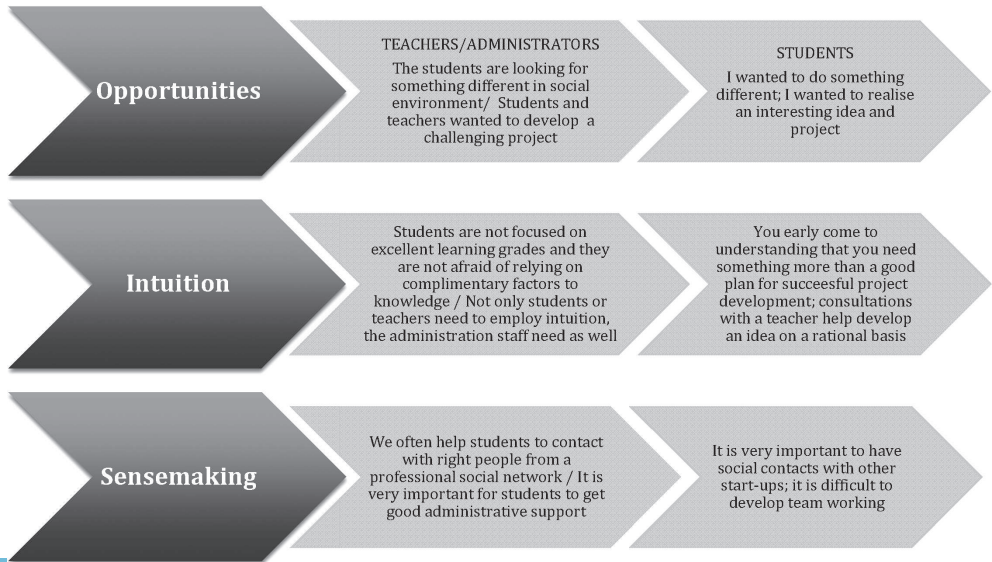 Opportunities
TEACHERS/ADMINISTRATORS
The students are looking for
something different in social
environment/ Students and
teachers wanted to develop a
challenging project
STUDENTS
I wanted to do something
different; I wanted to realise
an interesting idea and
project
Intuition
Students are not focused on
excellent learning grades and they
are not afraid of relying on
complimentary factors to
knowledge / Not only students or
teachers need to employ intuition,
the administration staff need as well
You early come to
understanding that you need
something more than a good
plan for succeesful project
development; consultations
with a teacher help develop
an idea on a rational basis
Sensemaking
We often help students to contact
with right people from a
professional social network / It is
very important for students to get
good administrative support
It is very important to have
social contacts with other
start-ups; it is difficult to
develop team working